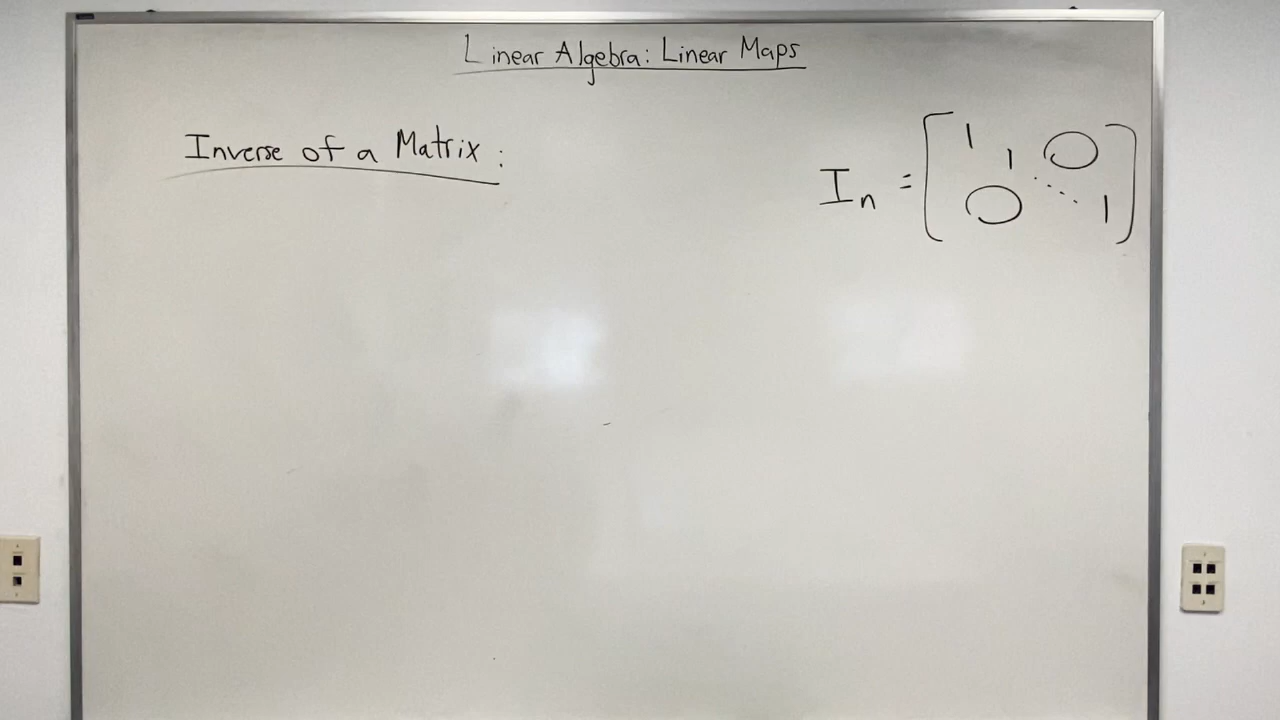 Linear Algebra: Linear Maps
Inverse of a Matrix:
In = [1 1 0 0 ⋱ 1]